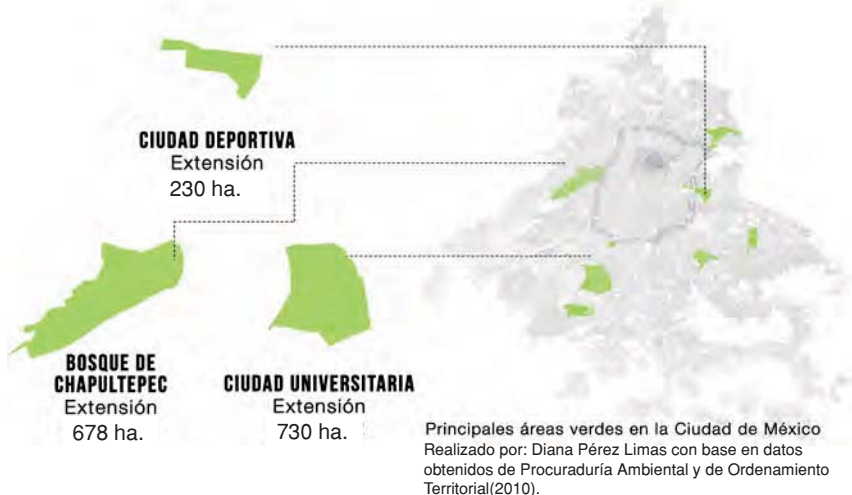 CIUDAD DEPORTIVA
Extensión
230 ha.
BOSQUE DE
CHAPULTEPEC
Extensión
678 ha.
CIUDAD UNIVERSITARIA
Extensión
730 ha.
Principales áreas verdes en la Ciudad de México
Realizado por: Diana Pérez Limas con base en datos
obtenidos de Procuraduría Ambiental y de Ordenamiento
Territorial(2010).